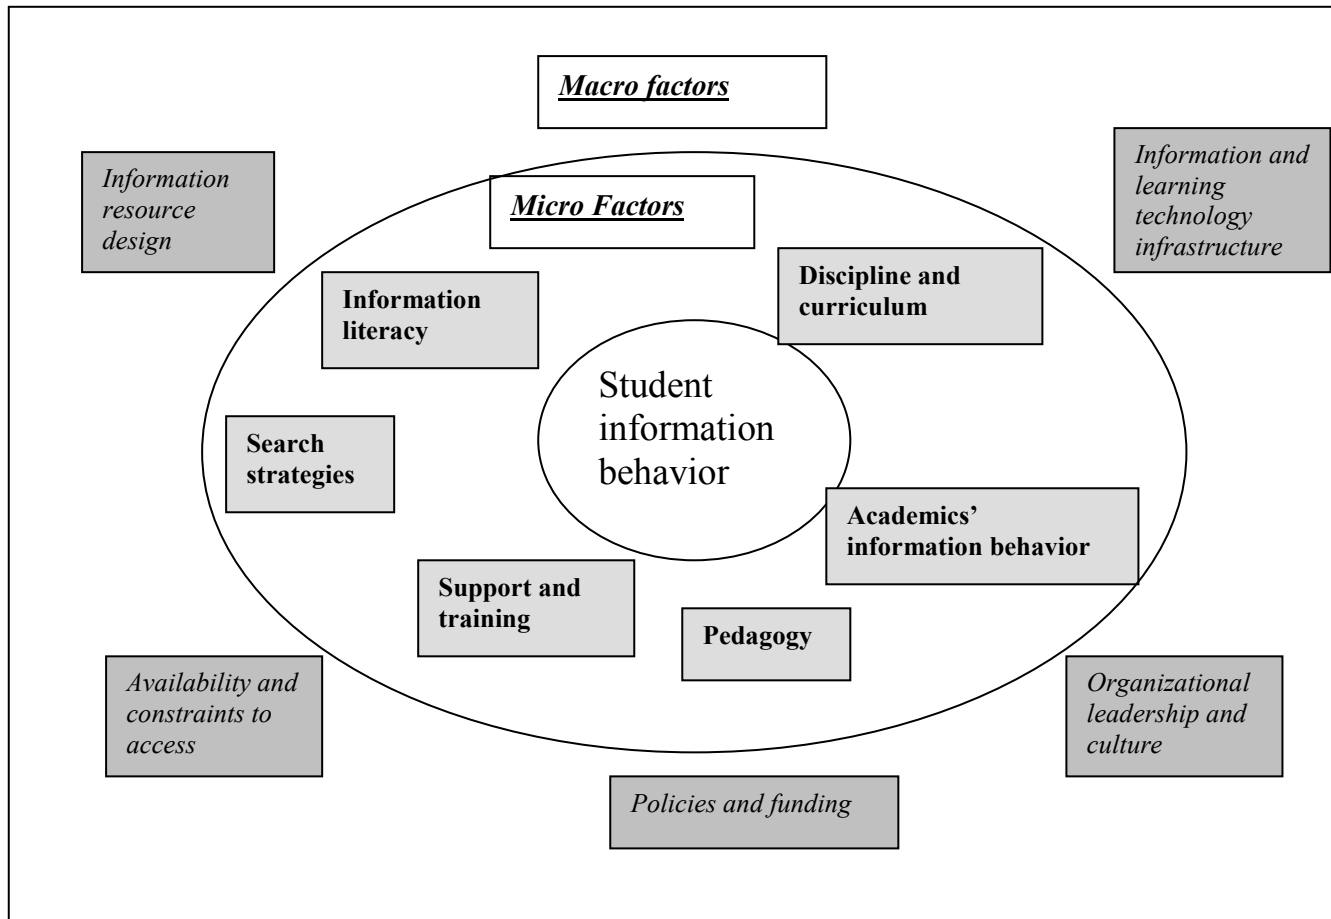 Macro factors
Information
resource
design
Information and
learning
technology
infrastructure
Micro Factors
Information
literacy
Discipline and
curriculum
Student
information
behavior
Search
strategies
Academics’
information behavior
Support and
training
Pedagogy
Availability and
constraints to
access
Organizational
leadership and
culture
Policies and funding